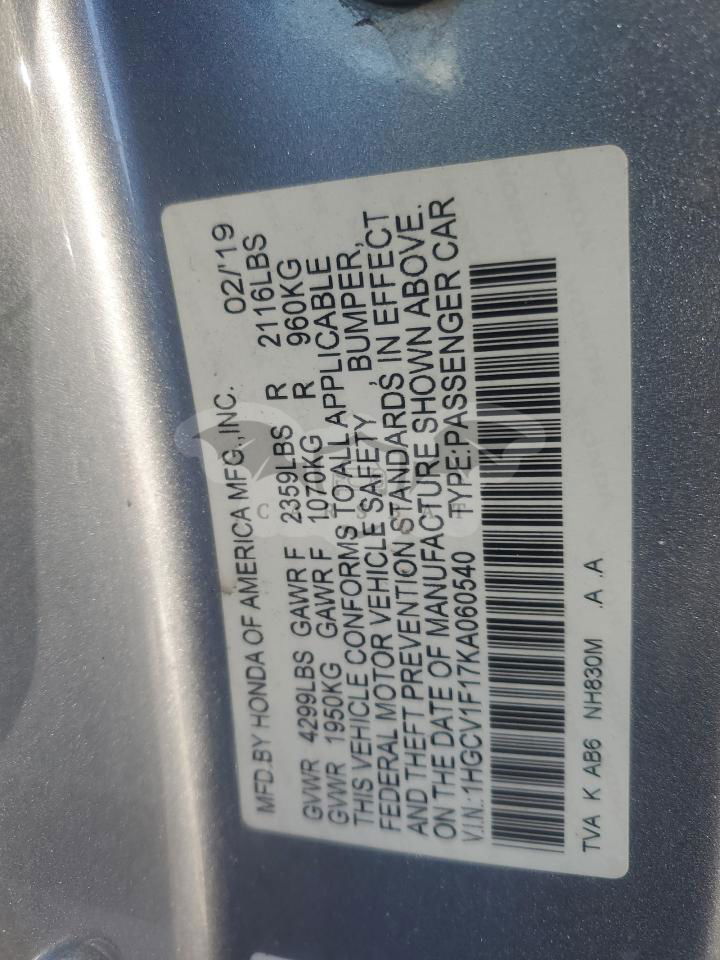 MFD.BY HONDA OF AMERICA MFG.,INC. 02/'19
GVWR 4299LBS GAWR F 2359LBS R 2116LBS
GVWR 1950KG GAWR F 1070KG R 960KG
THIS VEHICLE CONFORMS TO ALL APPLICABLE
FEDERAL MOTOR VEHICLE SAFETY, BUMPER,
AND THEFT PREVENTION STANDARDS IN EFFECT
ON THE DATE OF MANUFACTURE SHOWN ABOVE.
V.I.N.:1HGCV1F17KA060540 TYPE:PASSENGER CAR
TVA K AB6 NH830M .A .A